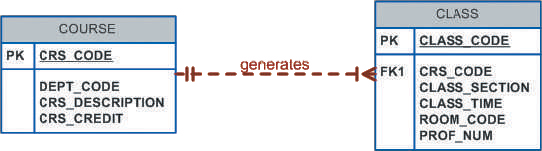 COURSE
PK CRS_CODE
DEPT_CODE
CRS_DESCRIPTION
CRS_CREDIT
generates
CLASS
PK CLASS_CODE
FK1 CRS_CODE
CLASS_SECTION
CLASS_TIME
ROOM_CODE
PROF_NUM